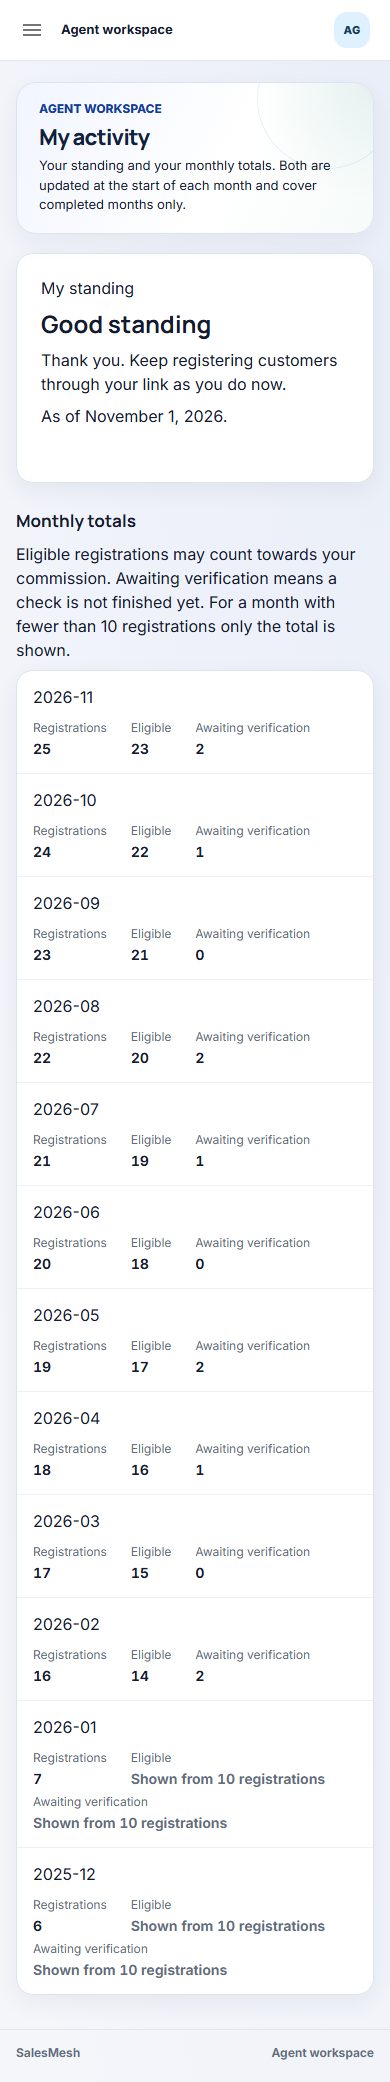 Agent workspace
AG
AGENT WORKSPACE
My activity
Your standing and your monthly totals. Both are
updated at the start of each month and cover
completed months only.
My standing
Good standing
Thank you. Keep registering customers
through your link as you do now.
As of November 1, 2026.
Monthly totals
Eligible registrations may count towards your
commission. Awaiting verification means a
check is not finished yet. For a month with
fewer than 10 registrations only the total is
shown.
2026-11
Registrations Eligible Awaiting verification
25 23 2
2026-10
Registrations Eligible Awaiting verification
24 22 1
2026-09
Registrations Eligible Awaiting verification
23 21 0
2026-08
Registrations Eligible Awaiting verification
22 20 2
2026-07
Registrations Eligible Awaiting verification
21 19 1
2026-06
Registrations Eligible Awaiting verification
20 18 0
2026-05
Registrations Eligible Awaiting verification
19 17 2
2026-04
Registrations Eligible Awaiting verification
18 16 1
2026-03
Registrations Eligible Awaiting verification
17 15 0
2026-02
Registrations Eligible Awaiting verification
16 14 2
2026-01
Registrations Eligible
7 Shown from 10 registrations
Awaiting verification
Shown from 10 registrations
2025-12
Registrations Eligible
6 Shown from 10 registrations
Awaiting verification
Shown from 10 registrations
SalesMesh Agent workspace